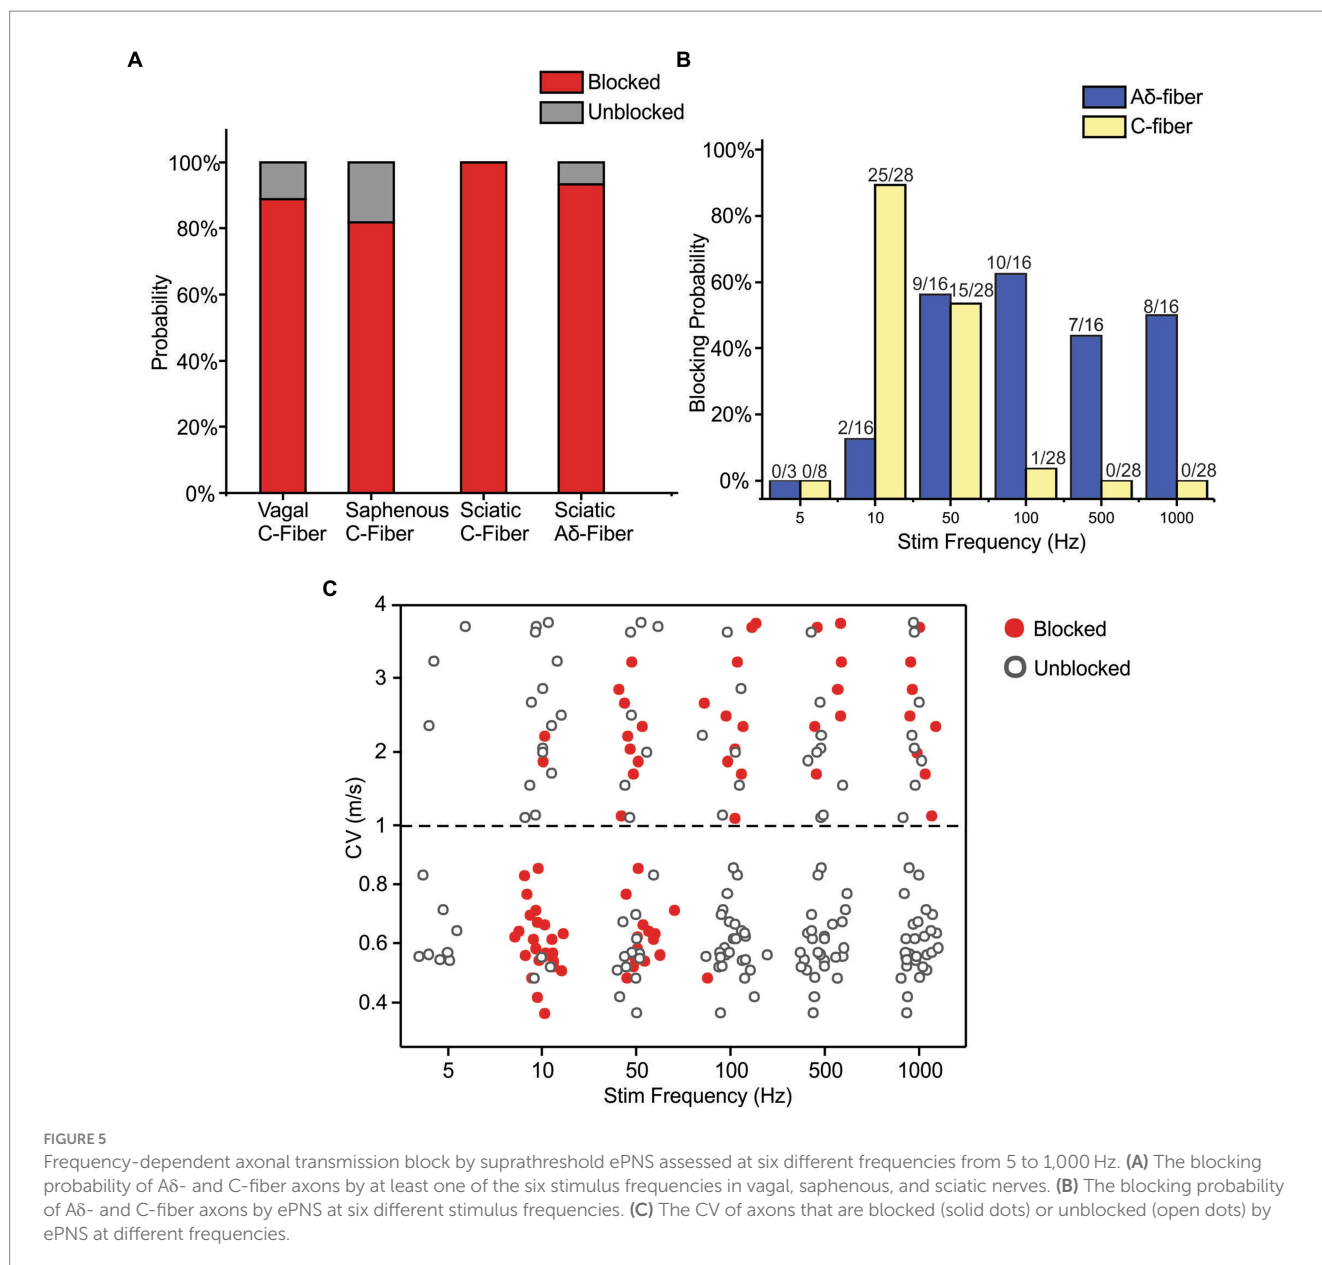 A
Blocked
Unblocked
100%
80%
60%
40%
20%
0%
Probability
Vagal
C-Fiber
Saphenous
C-Fiber
Sciatic
C-Fiber
Sciatic
Aδ-Fiber
B
Aδ-fiber
C-fiber
100%
80%
60%
40%
20%
0%
Blocking Probability
0/3 0/8
2/16
25/28
9/16 15/28
10/16
1/28
7/16
0/28
8/16
0/28
5 10 50 100 500 1000
Stim Frequency (Hz)
C
Blocked
Unblocked
4
3
2
1
0.8
0.6
0.4
CV (m/s)
5 10 50 100 500 1000
Stim Frequency (Hz)
FIGURE 5
Frequency-dependent axonal transmission block by suprathreshold ePNS assessed at six different frequencies from 5 to 1,000 Hz. (A) The blocking
probability of Aδ- and C-fiber axons by at least one of the six stimulus frequencies in vagal, saphenous, and sciatic nerves. (B) The blocking probability
of Aδ- and C-fiber axons by ePNS at six different stimulus frequencies. (C) The CV of axons that are blocked (solid dots) or unblocked (open dots) by
ePNS at different frequencies.